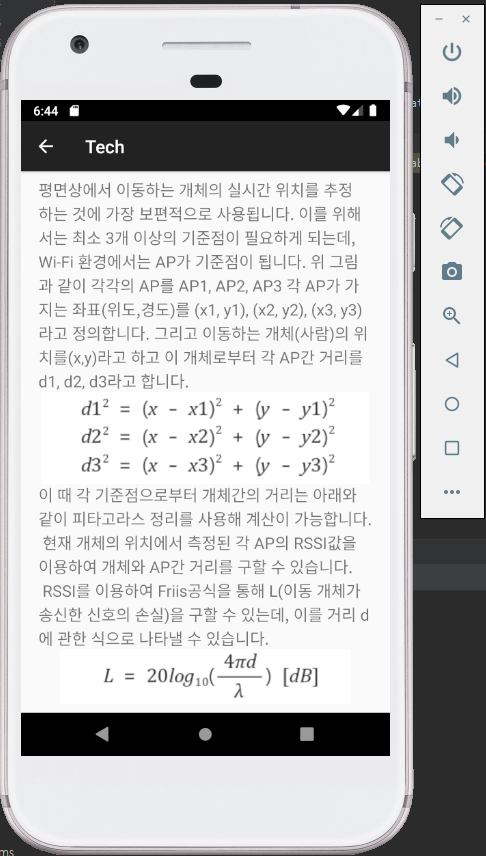 6:44
Tech
평면상에서 이동하는 개체의 실시간 위치를 추정
하는 것에 가장 보편적으로 사용됩니다. 이를 위해
서는 최소 3개 이상의 기준점이 필요하게 되는데,
Wi-Fi 환경에서는 AP가 기준점이 됩니다. 위 그림
과 같이 각각의 AP를 AP1, AP2, AP3 각 AP가 가
지는 좌표(위도,경도)를 (x1, y1), (x2, y2), (x3, y3)
라고 정의합니다. 그리고 이동하는 개체(사람)의 위
치를(x,y)라고 하고 이 개체로부터 각 AP간 거리를
d1, d2, d3라고 합니다.
d1² = (x - x1)² + (y - y1)²
d2² = (x - x2)² + (y - y2)²
d3² = (x - x3)² + (y - y3)²
이 때 각 기준점으로부터 개체간의 거리는 아래와
같이 피타고라스 정리를 사용해 계산이 가능합니다.
현재 개체의 위치에서 측정된 각 AP의 RSSI값을
이용하여 개체와 AP간 거리를 구할 수 있습니다.
RSSI를 이용하여 Friis공식을 통해 L(이동 개체가
송신한 신호의 손실)을 구할 수 있는데, 이를 거리 d
에 관한 식으로 나타낼 수 있습니다.
L = 20log₁₀(4πd/λ) [dB]
ms